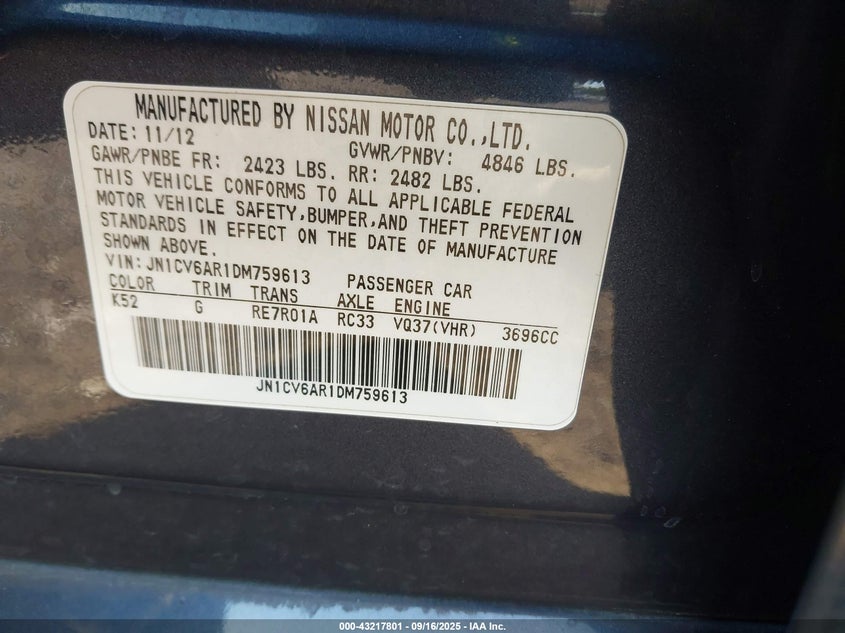 MANUFACTURED BY NISSAN MOTOR CO.,LTD.
DATE: 11/12 GVWR/PNBV: 4846 LBS.
GAWR/PNBE FR: 2423 LBS. RR: 2482 LBS.
THIS VEHICLE CONFORMS TO ALL APPLICABLE FEDERAL
MOTOR VEHICLE SAFETY,BUMPER,AND THEFT PREVENTION
STANDARDS IN EFFECT ON THE DATE OF MANUFACTURE
SHOWN ABOVE.
VIN: JN1CV6AR1DM759613 PASSENGER CAR
COLOR TRIM TRANS AXLE ENGINE
K52 G RE7R01A RC33 VQ37(VHR) 3696CC
JN1CV6AR1DM759613
000-43217801 - 09/16/2025 - IAA Inc.